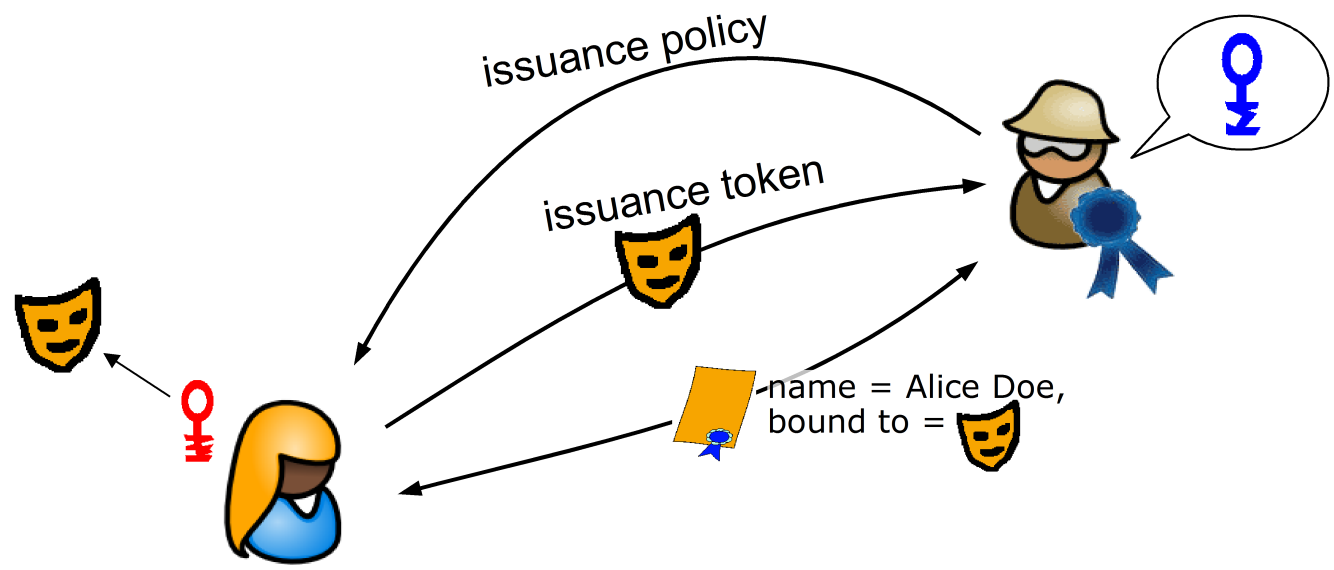 issuance policy
issuance token
name = Alice Doe,
bound to =